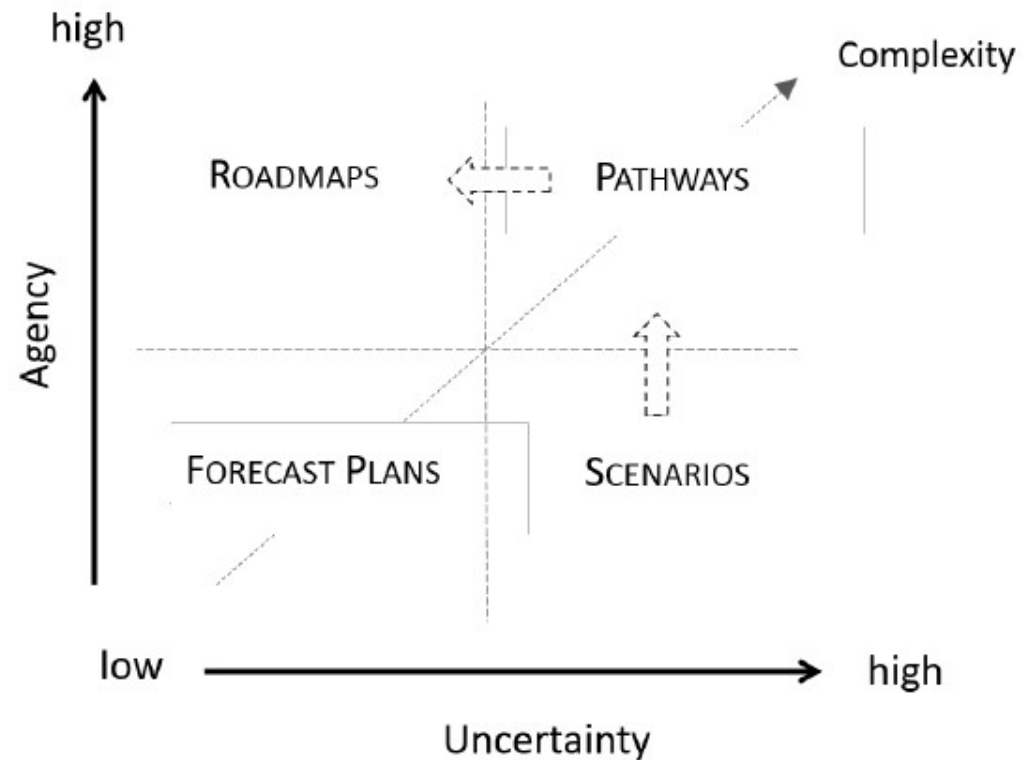 high
Complexity
ROADMAPS
PATHWAYS
Agency
FORECAST PLANS
SCENARIOS
low
high
Uncertainty